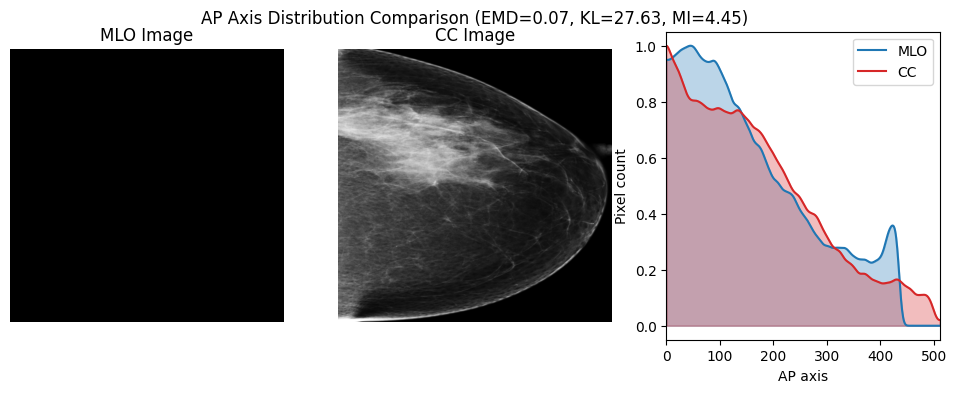 AP Axis Distribution Comparison (EMD=0.07, KL=27.63, MI=4.45)
MLO Image
CC Image
MLO
CC
Pixel count
1.0
0.8
0.6
0.4
0.2
0.0
0 100 200 300 400 500
AP axis